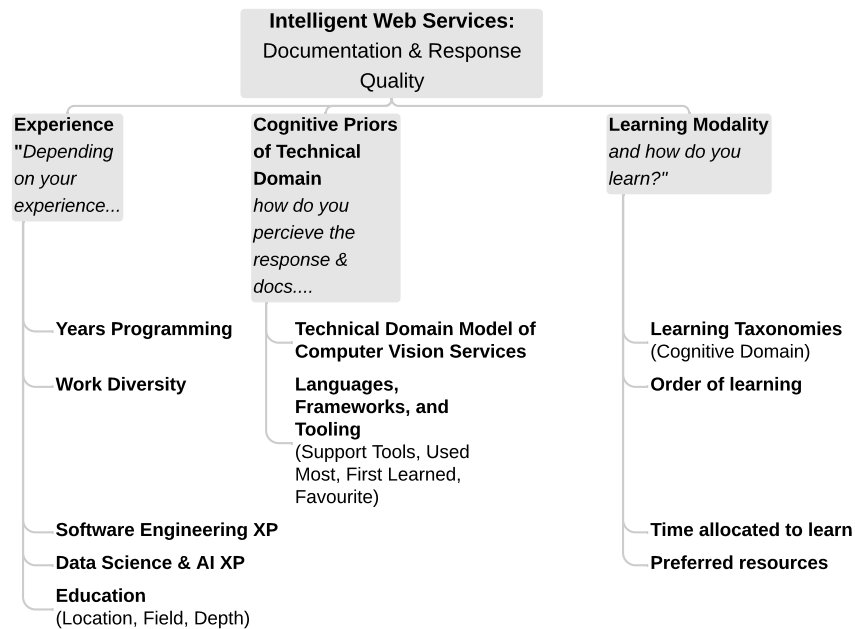 Intelligent Web Services:
Documentation & Response
Quality
Experience
"Depending
on your
experience...
Cognitive Priors
of Technical
Domain
how do you
percieve the
response &
docs....
Learning Modality
and how do you
learn?"
Years Programming
Work Diversity
Software Engineering XP
Data Science & AI XP
Education
(Location, Field, Depth)
Technical Domain Model of
Computer Vision Services
Languages,
Frameworks, and
Tooling
(Support Tools, Used
Most, First Learned,
Favourite)
Learning Taxonomies
(Cognitive Domain)
Order of learning
Time allocated to learn
Preferred resources